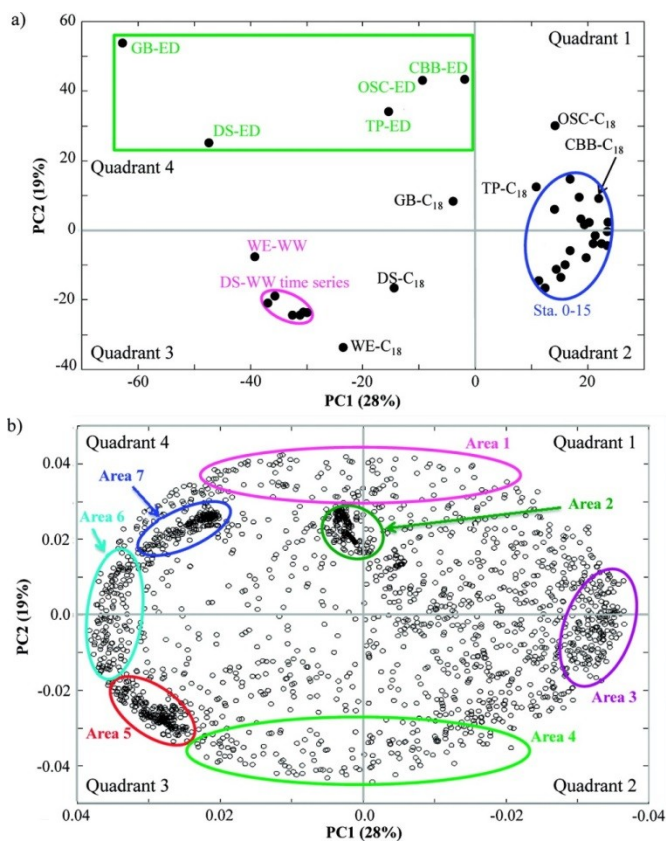 a)
60
40
20
0
-20
-40
PC2 (19%)
GB-ED
CBB-ED
OSC-ED
TP-ED
DS-ED
Quadrant 1
OSC-C18
CBB-C18
Quadrant 4
TP-C18
GB-C18
WE-WW
DS-WW time series
DS-C18
Sta. 0-15
WE-C18
Quadrant 3
Quadrant 2
-60 -40 -20 0 20
PC1 (28%)
b)
Quadrant 4
Area 1
Quadrant 1
0.04
0.02
0.0
-0.02
-0.04
PC2 (19%)
Area 7
Area 6
Area 2
Area 3
Area 5
Area 4
Quadrant 3
Quadrant 2
0.04 0.02 0.0 -0.02 -0.04
PC1 (28%)